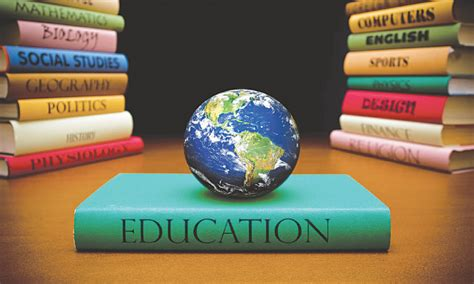 MATHEMATICS
BIOLOGY
SOCIAL STUDIES
GEOGRAPHY
POLITICS
HISTORY
PHYSIOLOGY
EDUCATION
COMPUTERS
ENGLISH
SPORTS
PHYSICS
DESIGN
FINANCE
RELIGION